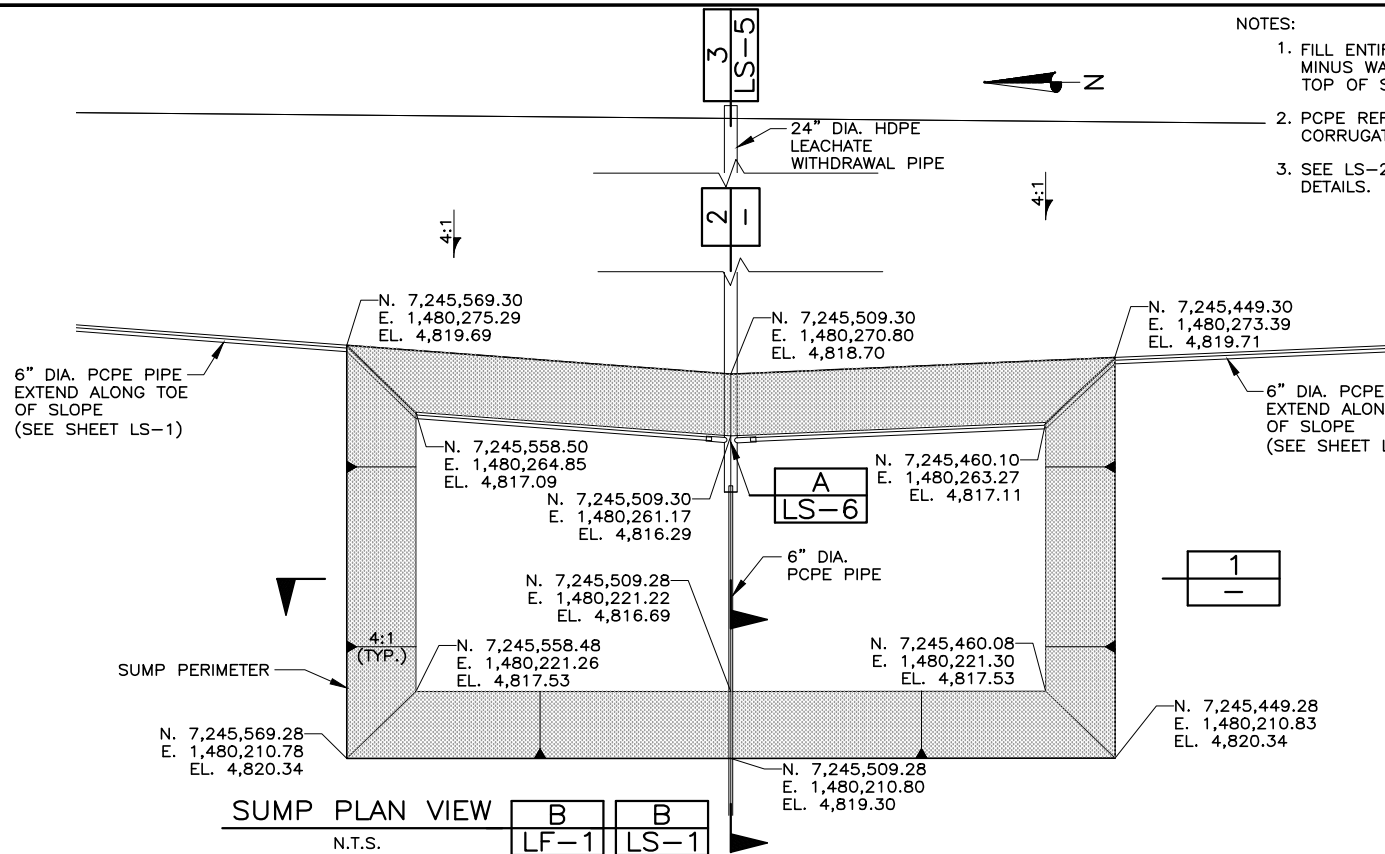 NOTES:
1. FILL ENTI
MINUS WA
TOP OF S
2. PCPE REF
CORRUGAT
3. SEE LS-2
DETAILS.
3
LS-5
N
24" DIA. HDPE
LEACHATE
WITHDRAWAL PIPE
2
-
4:1
4:1
N. 7,245,569.30
E. 1,480,275.29
EL. 4,819.69
N. 7,245,509.30
E. 1,480,270.80
EL. 4,818.70
N. 7,245,449.30
E. 1,480,273.39
EL. 4,819.71
6" DIA. PCPE PIPE
EXTEND ALONG TOE
OF SLOPE
(SEE SHEET LS-1)
6" DIA. PCPE
EXTEND ALON
OF SLOPE
(SEE SHEET L
N. 7,245,558.50
E. 1,480,264.85
EL. 4,817.09
N. 7,245,509.30
E. 1,480,261.17
EL. 4,816.29
A
LS-6
N. 7,245,460.10
E. 1,480,263.27
EL. 4,817.11
6" DIA.
PCPE PIPE
1
-
N. 7,245,509.28
E. 1,480,221.22
EL. 4,816.69
4:1
(TYP.)
N. 7,245,558.48
E. 1,480,221.26
EL. 4,817.53
N. 7,245,460.08
E. 1,480,221.30
EL. 4,817.53
SUMP PERIMETER
N. 7,245,569.28
E. 1,480,210.78
EL. 4,820.34
N. 7,245,509.28
E. 1,480,210.80
EL. 4,819.30
N. 7,245,449.28
E. 1,480,210.83
EL. 4,820.34
SUMP PLAN VIEW
N.T.S.
B
LF-1
B
LS-1